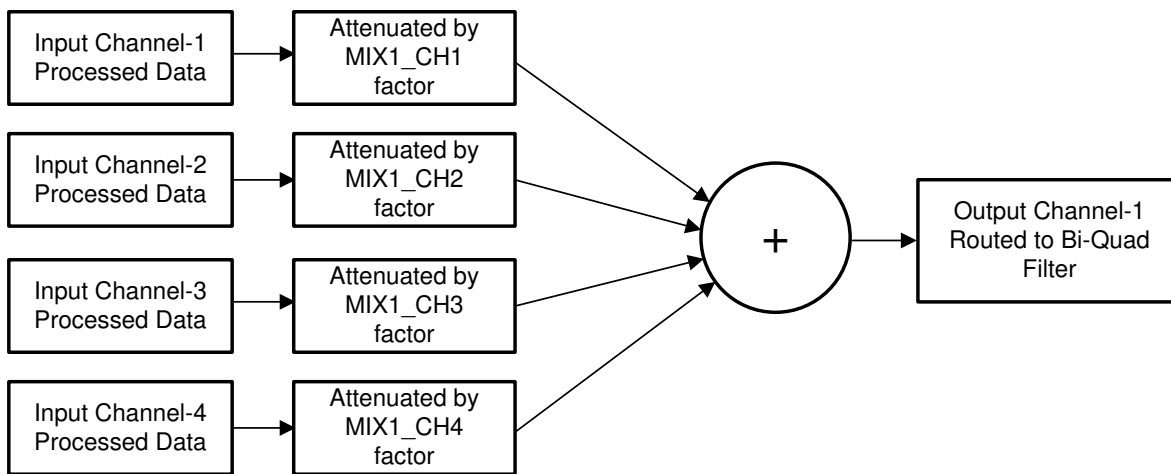 Input Channel-1
Processed Data
Attenuated by
MIX1_CH1
factor
Input Channel-2
Processed Data
Attenuated by
MIX1_CH2
factor
Input Channel-3
Processed Data
Attenuated by
MIX1_CH3
factor
Input Channel-4
Processed Data
Attenuated by
MIX1_CH4
factor
+
Output Channel-1
Routed to Bi-Quad
Filter